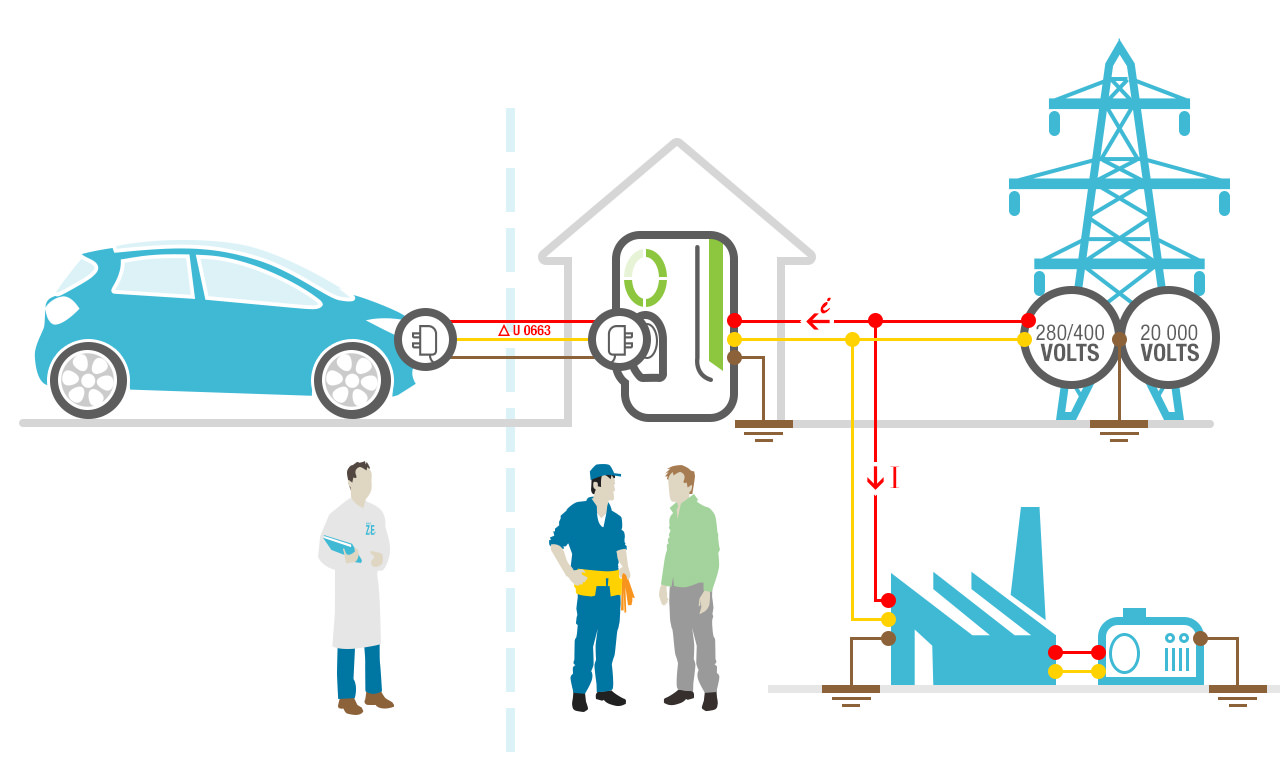 △ U 0663
i
280/400
VOLTS
20 000
VOLTS
I
ZE